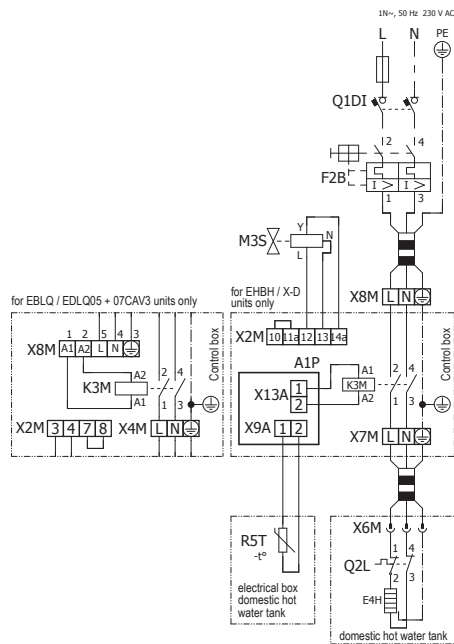 1N~, 50 Hz 230 V AC
L N PE
Q1DI
2 4
F2B
I > I >
1 3
M3S
Y
N
L
for EBLQ / EDLQ05 + 07CAV3 units only
for EHBH / X-D
units only
X8M L N
1 2 5 4 3
X8M A1 A2 L N
X2M 10 11a 12 13 14a
Control box
Control box
A1P
A2
K3M
A1
2 4
1 3
X13A 1
2
A1
K3M
A2
2 4
1 3
X2M 3 4 7 8
X4M L N
X9A 1 2
X7M L N
R5T
-t°
electrical box
domestic hot
water tank
X6M
1 4
Q2L
2 3
E4H
domestic hot water tank